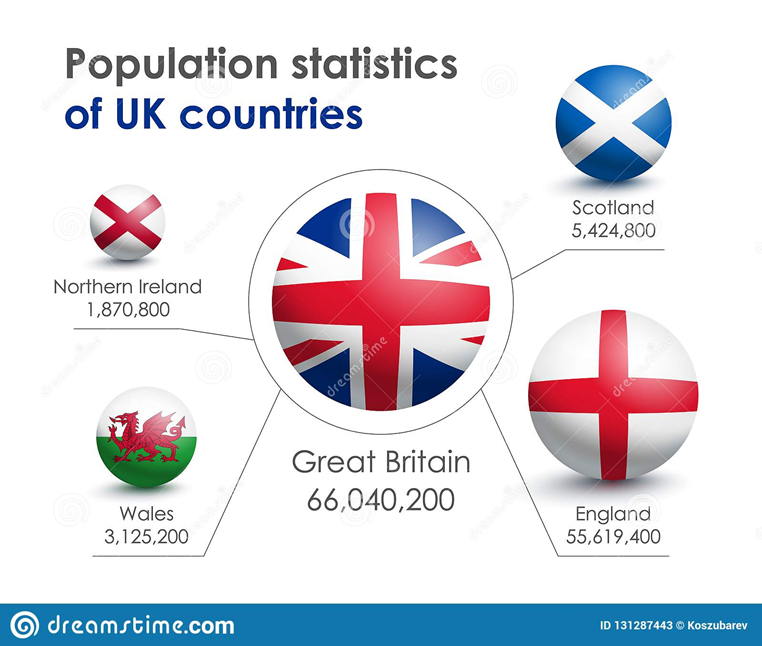 Population statistics
of UK countries
Scotland
5,424,800
Northern Ireland
1,870,800
Great Britain
66,040,200
Wales
3,125,200
England
55,619,400
dreamstime.com
ID 131287443 © Koszubarev
dreamstime